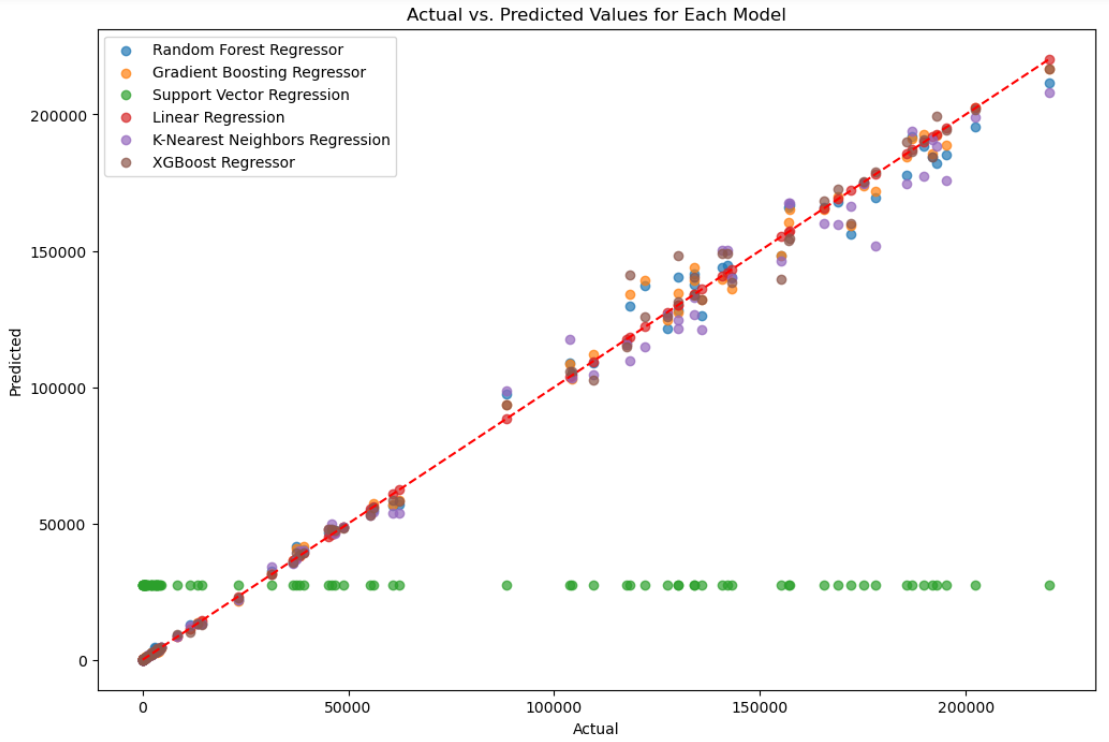 Actual vs. Predicted Values for Each Model
Random Forest Regressor
Gradient Boosting Regressor
Support Vector Regression
Linear Regression
K-Nearest Neighbors Regression
XGBoost Regressor
200000
150000
100000
50000
0
Predicted
0 50000 100000 150000 200000
Actual